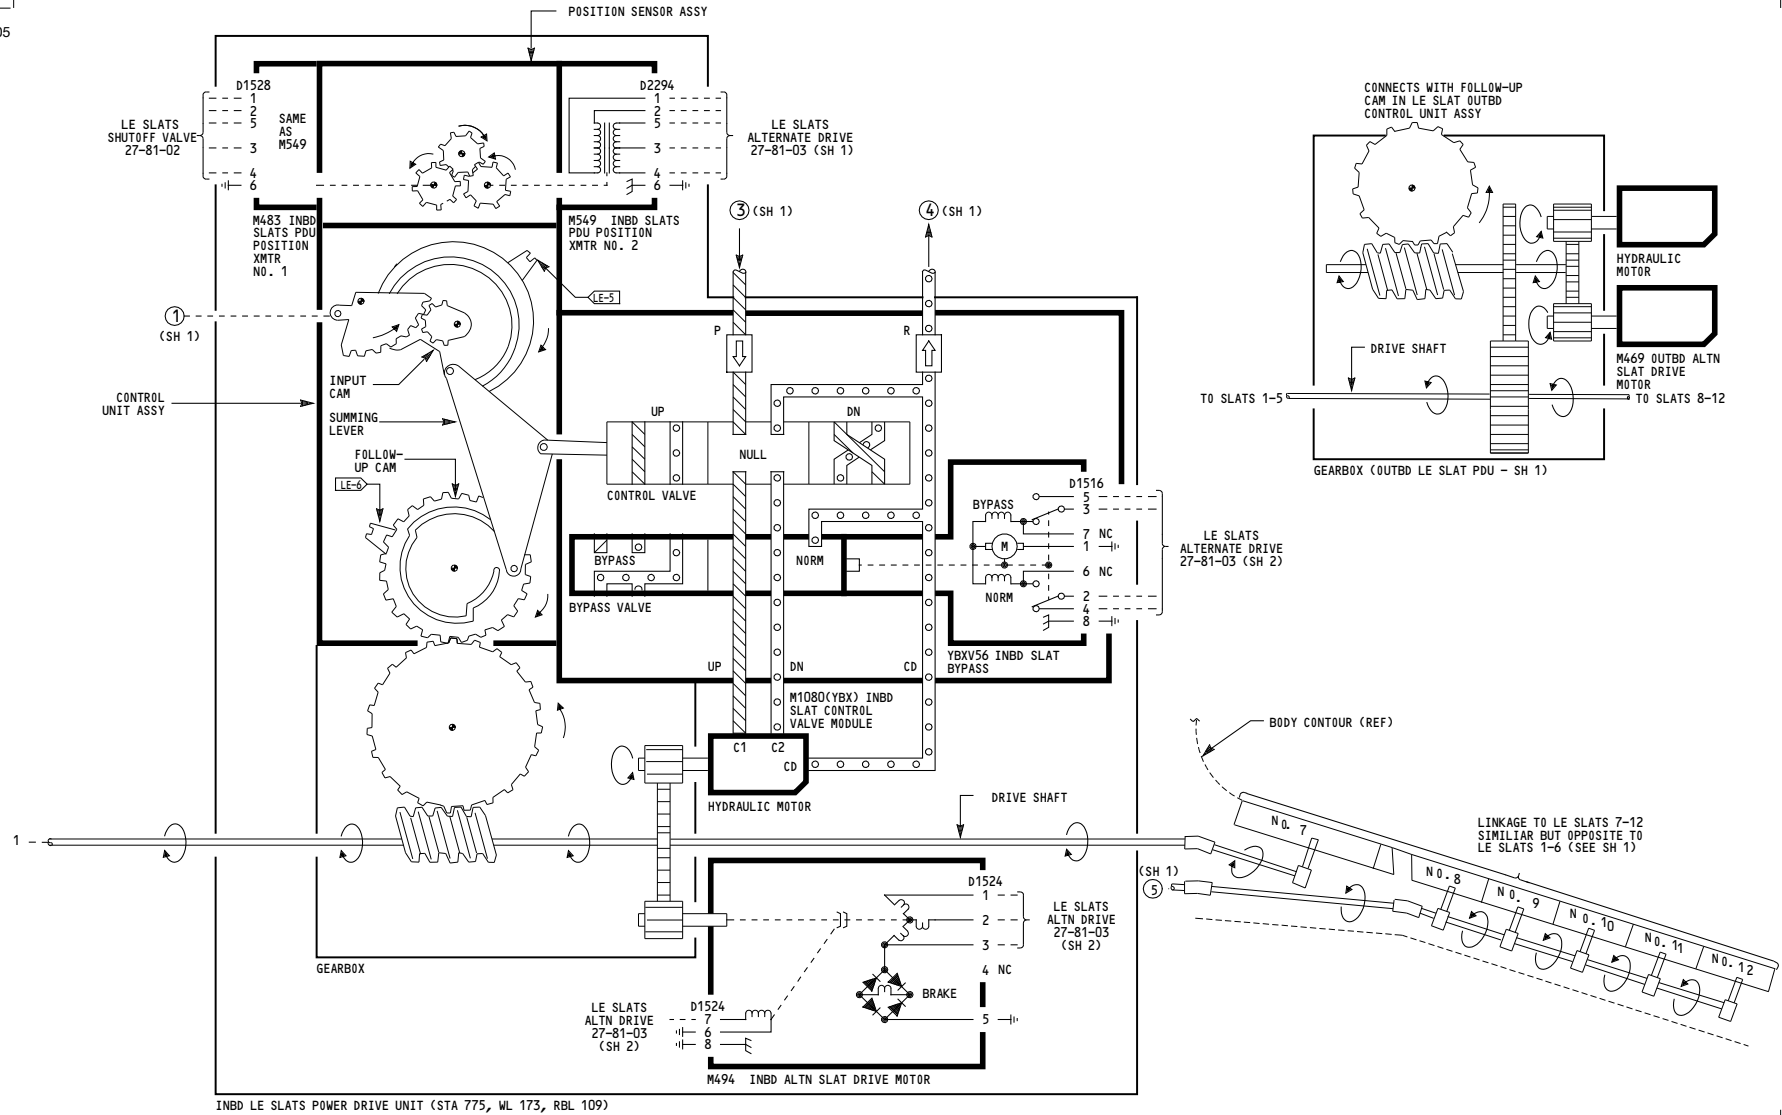 05
POSITION SENSOR ASSY
D1528
1
2
5
3
4
6
SAME
AS
M549
LE SLATS
SHUTOFF VALVE
27-81-02
D2294
1
2
5
3
4
6
LE SLATS
ALTERNATE DRIVE
27-81-03 (SH 1)
M483 INBD
SLATS PDU
POSITION
XMTR
NO. 1
M549 INBD SLATS
PDU POSITION
XMTR NO. 2
3 (SH 1)
4 (SH 1)
LE-5
1
(SH 1)
P
R
INPUT
CAM
CONTROL
UNIT ASSY
SUMMING
LEVER
FOLLOW-
UP CAM
LE-6
UP
DN
NULL
CONTROL VALVE
BYPASS
NORM
BYPASS VALVE
D1516
BYPASS
5
3
7 NC
M
1
6 NC
NORM
2
4
8
LE SLATS
ALTERNATE DRIVE
27-81-03 (SH 2)
YBXV56 INBD SLAT
BYPASS
UP
DN
CD
M1080(YBX) INBD
SLAT CONTROL
VALVE MODULE
C1
C2
CD
HYDRAULIC MOTOR
DRIVE SHAFT
1
GEARBOX
D1524
1
2
3
4 NC
5
BRAKE
LE SLATS
ALTN DRIVE
27-81-03
(SH 2)
LE SLATS
ALTN DRIVE
27-81-03
(SH 2)
D1524
7
6
8
M494 INBD ALTN SLAT DRIVE MOTOR
INBD LE SLATS POWER DRIVE UNIT (STA 775, WL 173, RBL 109)
CONNECTS WITH FOLLOW-UP
CAM IN LE SLAT OUTBD
CONTROL UNIT ASSY
HYDRAULIC
MOTOR
M469 OUTBD ALTN
SLAT DRIVE
MOTOR
DRIVE SHAFT
TO SLATS 1-5
TO SLATS 8-12
GEARBOX (OUTBD LE SLAT PDU - SH 1)
BODY CONTOUR (REF)
LINKAGE TO LE SLATS 7-12
SIMILIAR BUT OPPOSITE TO
LE SLATS 1-6 (SEE SH 1)
NO. 7
NO. 8
NO. 9
NO. 10
NO. 11
NO. 12
(SH 1)
5